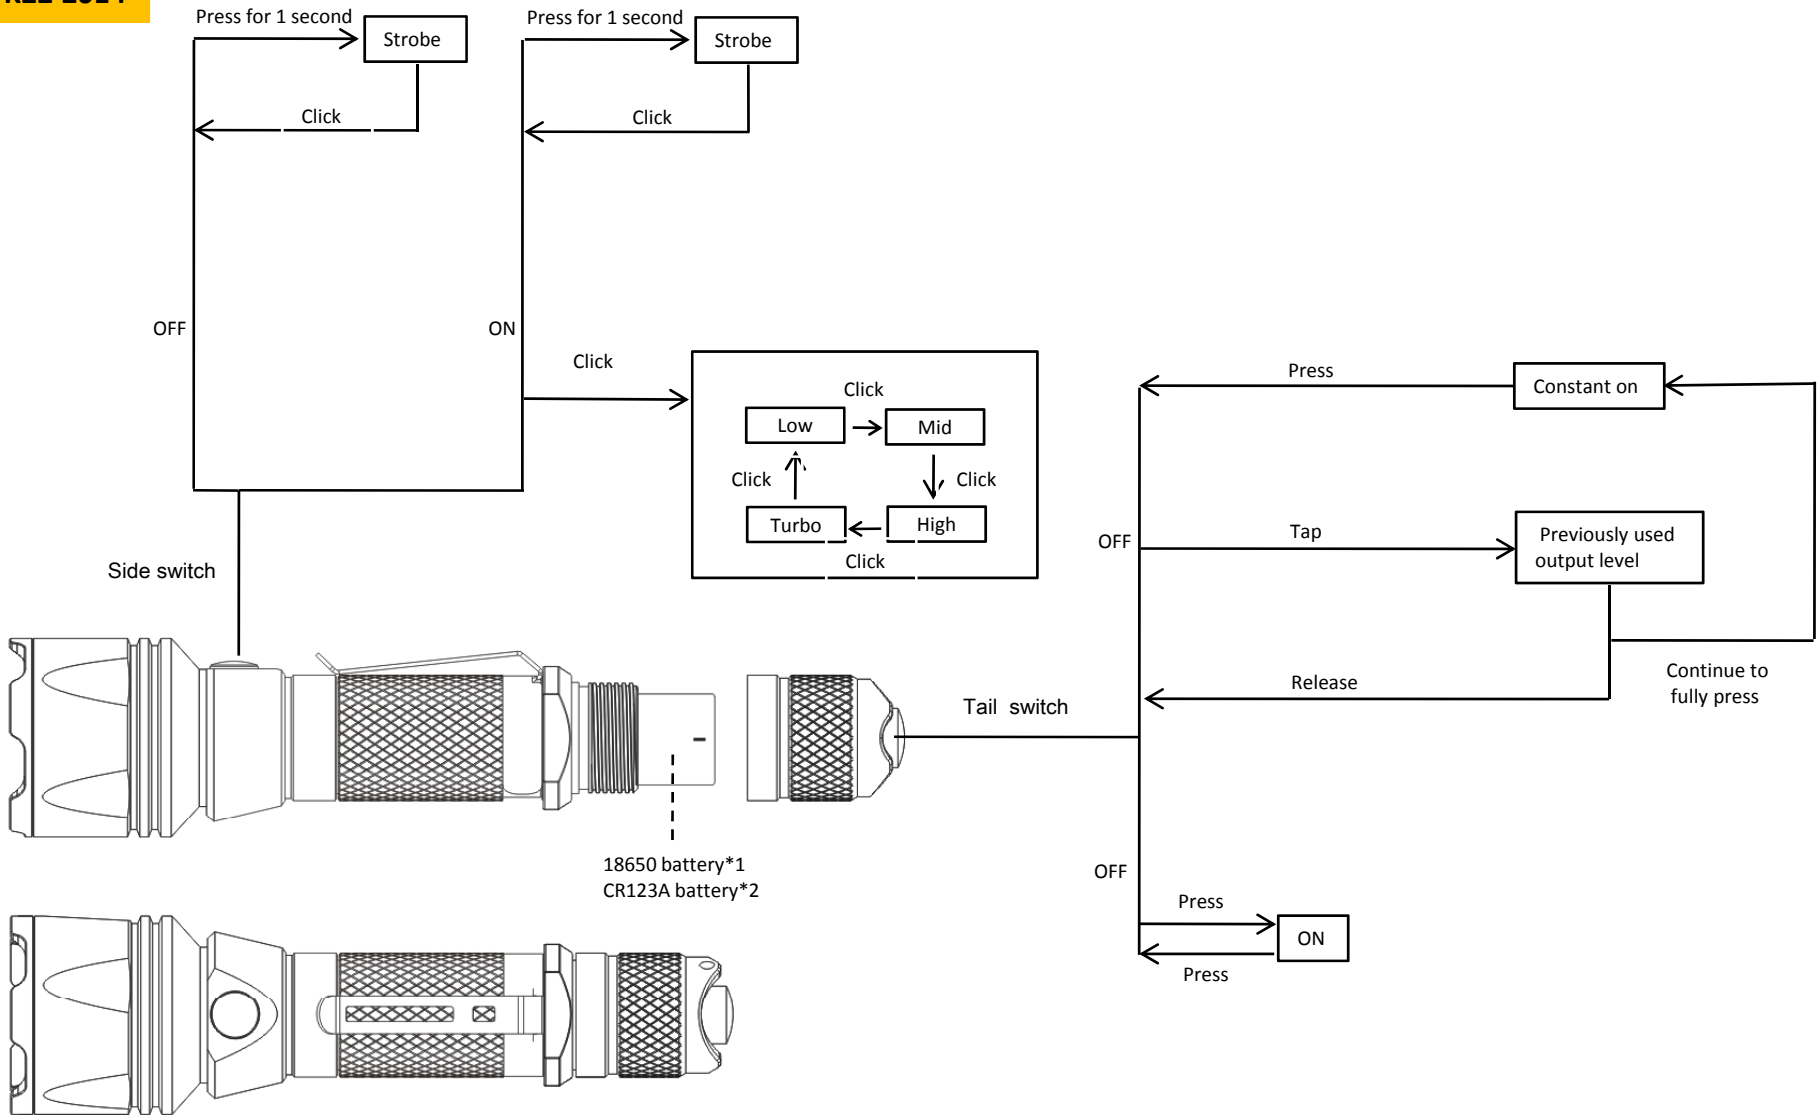 Press for 1 second
Strobe
Click
Press for 1 second
Strobe
Click
OFF
ON
Click
Click
Low
Mid
Click
Click
Turbo
High
Click
Side switch
Press
Constant on
OFF
Tap
Previously used
output level
Continue to
fully press
Release
Tail switch
18650 battery*1
CR123A battery*2
OFF
Press
ON
Press